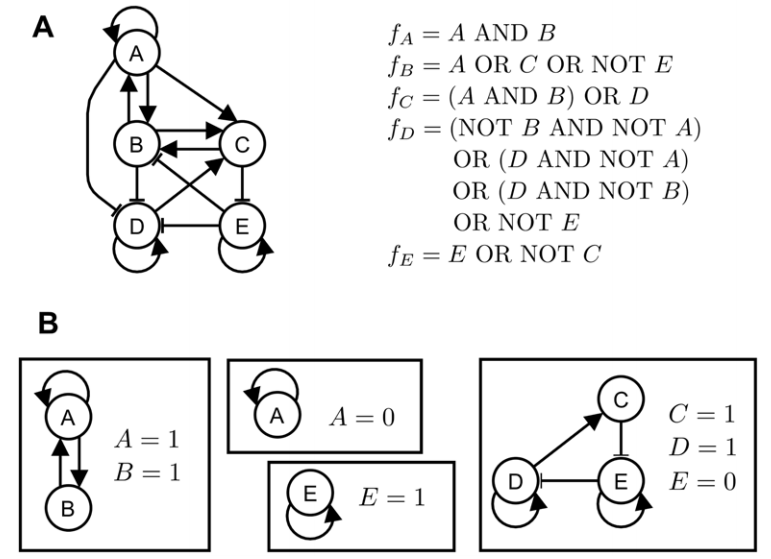 A
A
B
C
D
E
f_A = A AND B
f_B = A OR C OR NOT E
f_C = (A AND B) OR D
f_D = (NOT B AND NOT A)
OR (D AND NOT A)
OR (D AND NOT B)
OR NOT E
f_E = E OR NOT C
B
A
B
A = 1
B = 1
A
A = 0
E
E = 1
C
D
E
C = 1
D = 1
E = 0